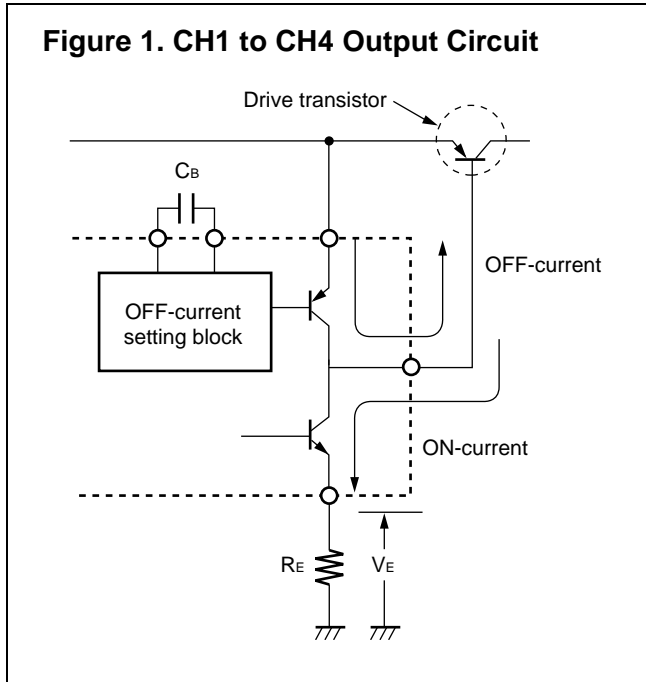 Figure 1. CH1 to CH4 Output Circuit
Drive transistor
CB
OFF-current
OFF-current
setting block
ON-current
RE
VE